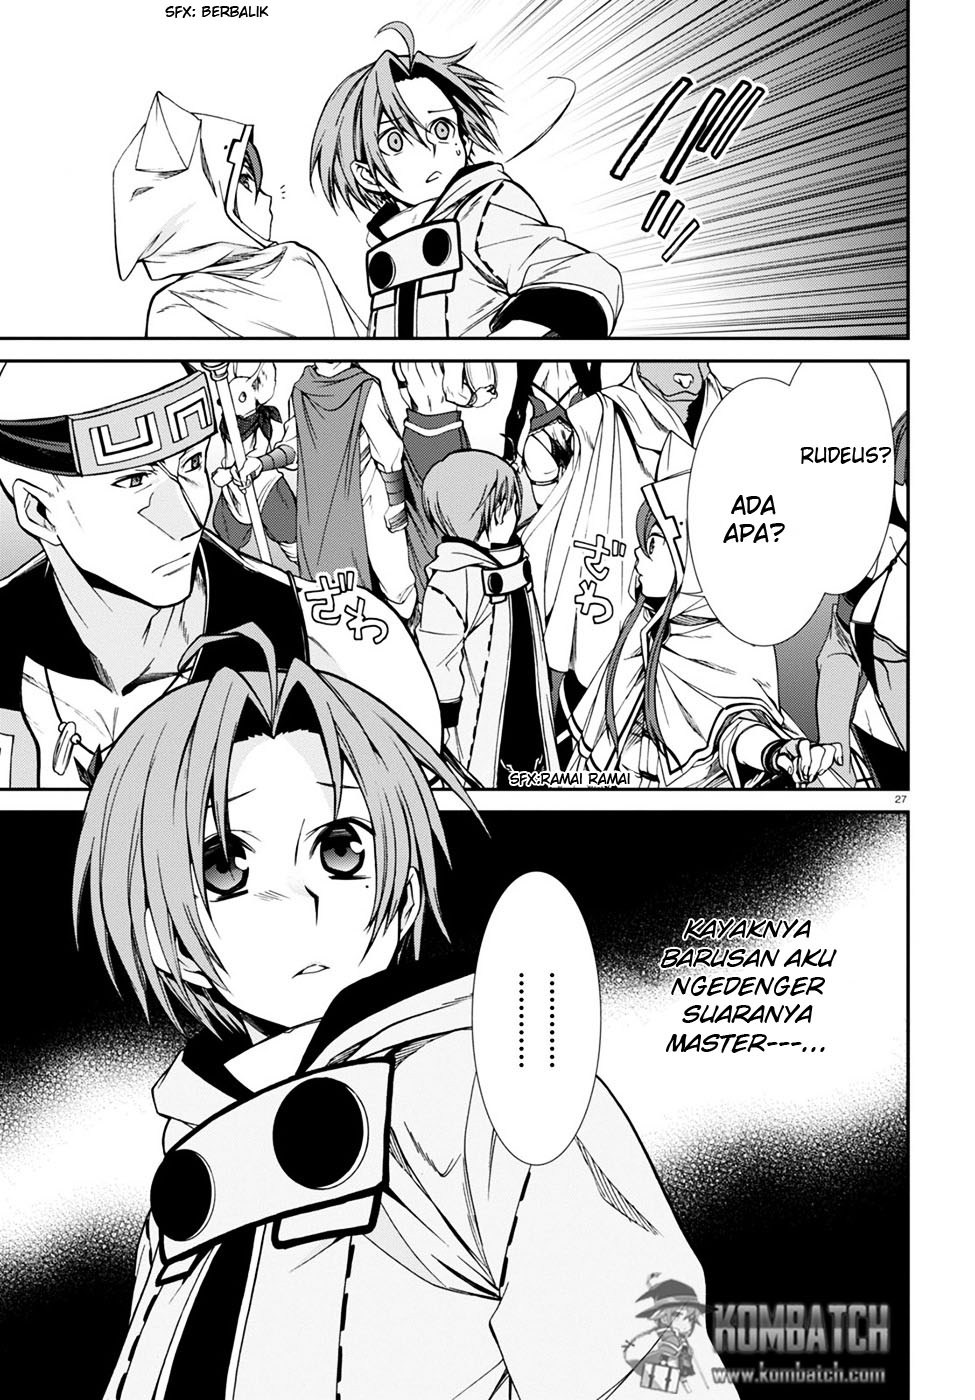 SFX: BERBALIK
RUDEUS?
ADA
APA?
ざわ
ざわ
SFX:RAMAI RAMAI
27
KAYAKNYA
BARUSAN AKU
NGEDENGER
SUARANYA
MASTER---...
KOMBATCH
www.kombatch.com